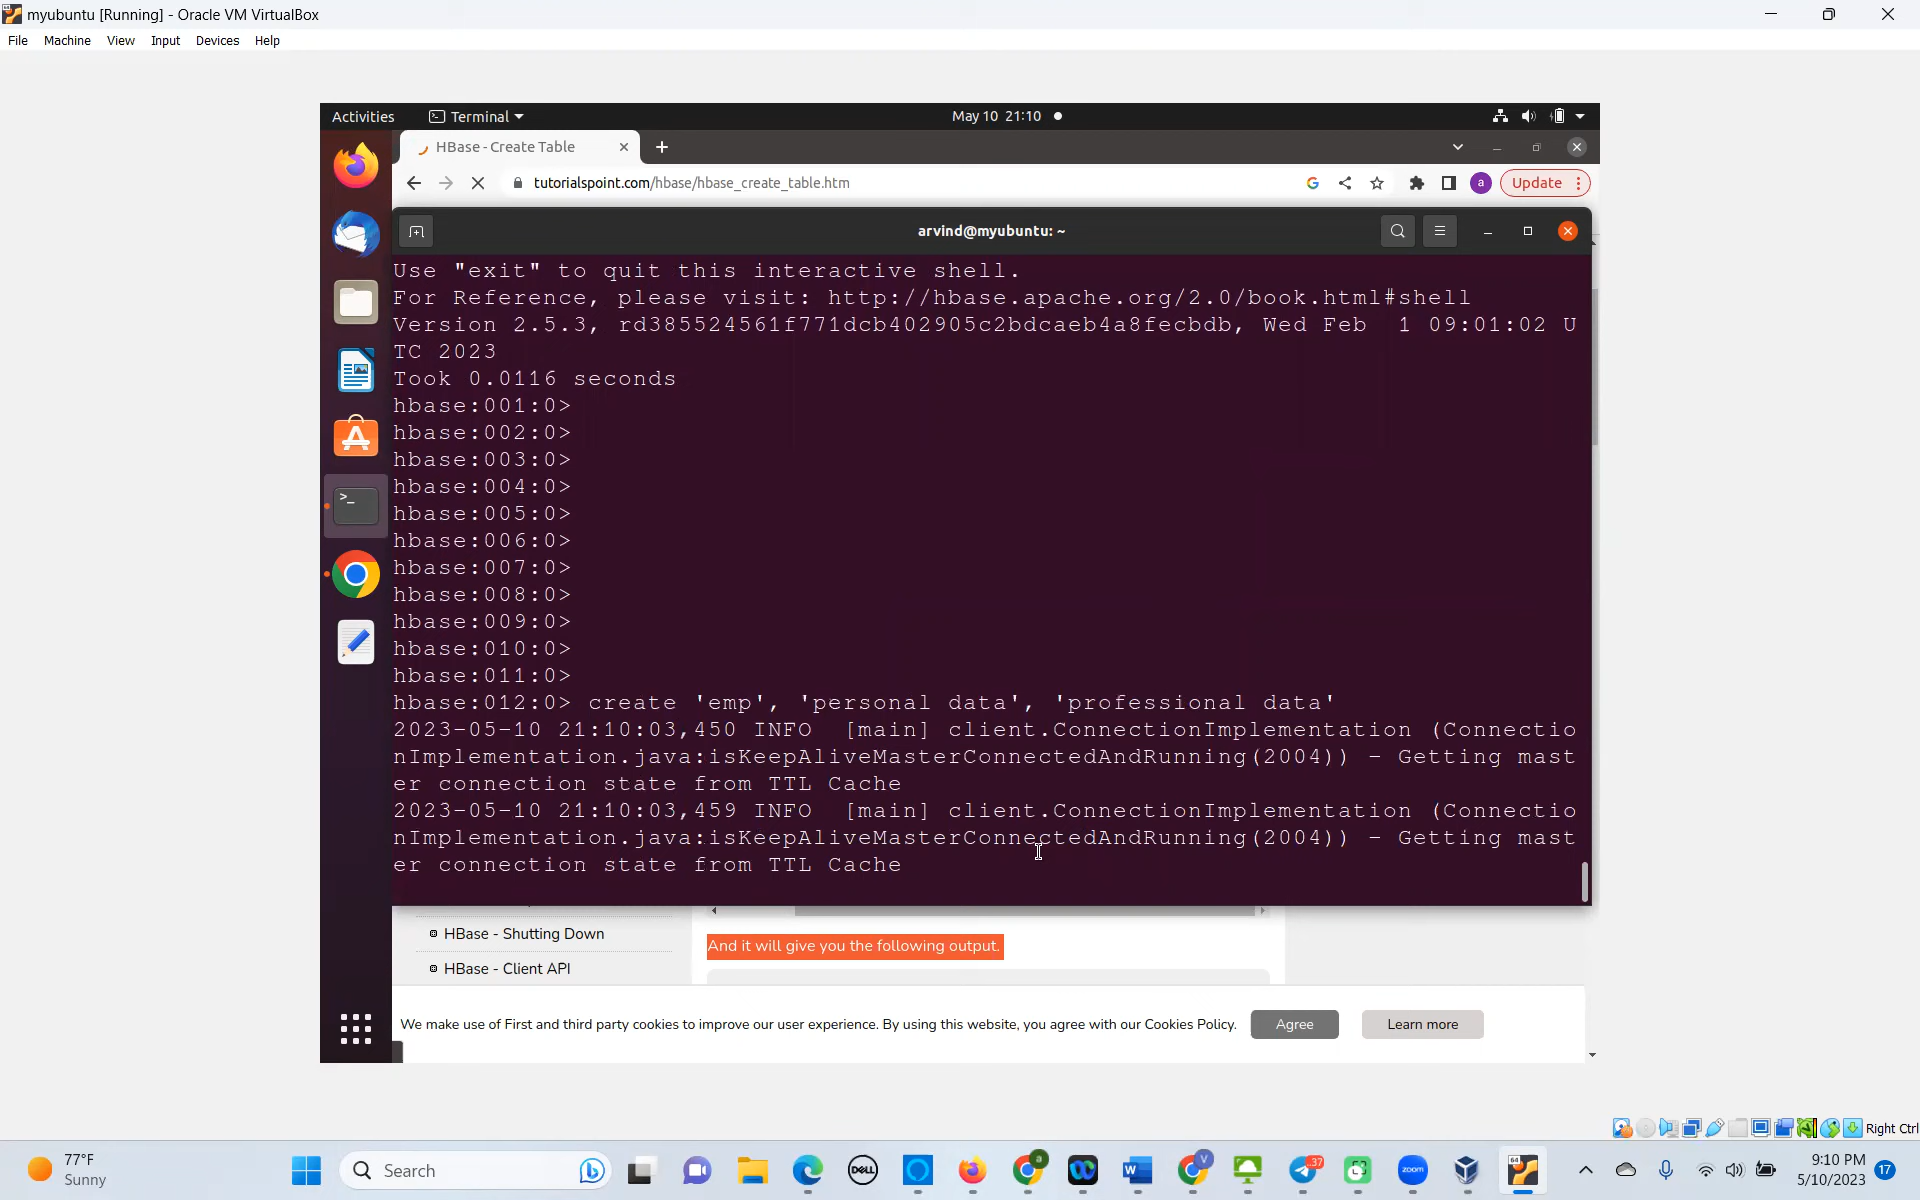 myubuntu [Running] - Oracle VM VirtualBox
File Machine View Input Devices Help
Activities Terminal May 10 21:10
HBase - Create Table
tutorialspoint.com/hbase/hbase_create_table.htm
a
Update
arvind@myubuntu: ~
Use "exit" to quit this interactive shell.
For Reference, please visit: http://hbase.apache.org/2.0/book.html#shell
Version 2.5.3, rd385524561f771dcb402905c2bdcaeb4a8fecbdb, Wed Feb  1 09:01:02 U
TC 2023
Took 0.0116 seconds
hbase:001:0>
hbase:002:0>
hbase:003:0>
hbase:004:0>
hbase:005:0>
hbase:006:0>
hbase:007:0>
hbase:008:0>
hbase:009:0>
hbase:010:0>
hbase:011:0>
hbase:012:0> create 'emp', 'personal data', 'professional data'
2023-05-10 21:10:03,450 INFO  [main] client.ConnectionImplementation (Connectio
nImplementation.java:isKeepAliveMasterConnectedAndRunning(2004)) - Getting mast
er connection state from TTL Cache
2023-05-10 21:10:03,459 INFO  [main] client.ConnectionImplementation (Connectio
nImplementation.java:isKeepAliveMasterConnectedAndRunning(2004)) - Getting mast
er connection state from TTL Cache
HBase - Shutting Down
And it will give you the following output.
HBase - Client API
We make use of First and third party cookies to improve our user experience. By using this website, you agree with our Cookies Policy.
Agree
Learn more
Right Ctrl
77°F
Sunny
Search
DELL
a
V
37
zoom
64
9:10 PM
5/10/2023
17